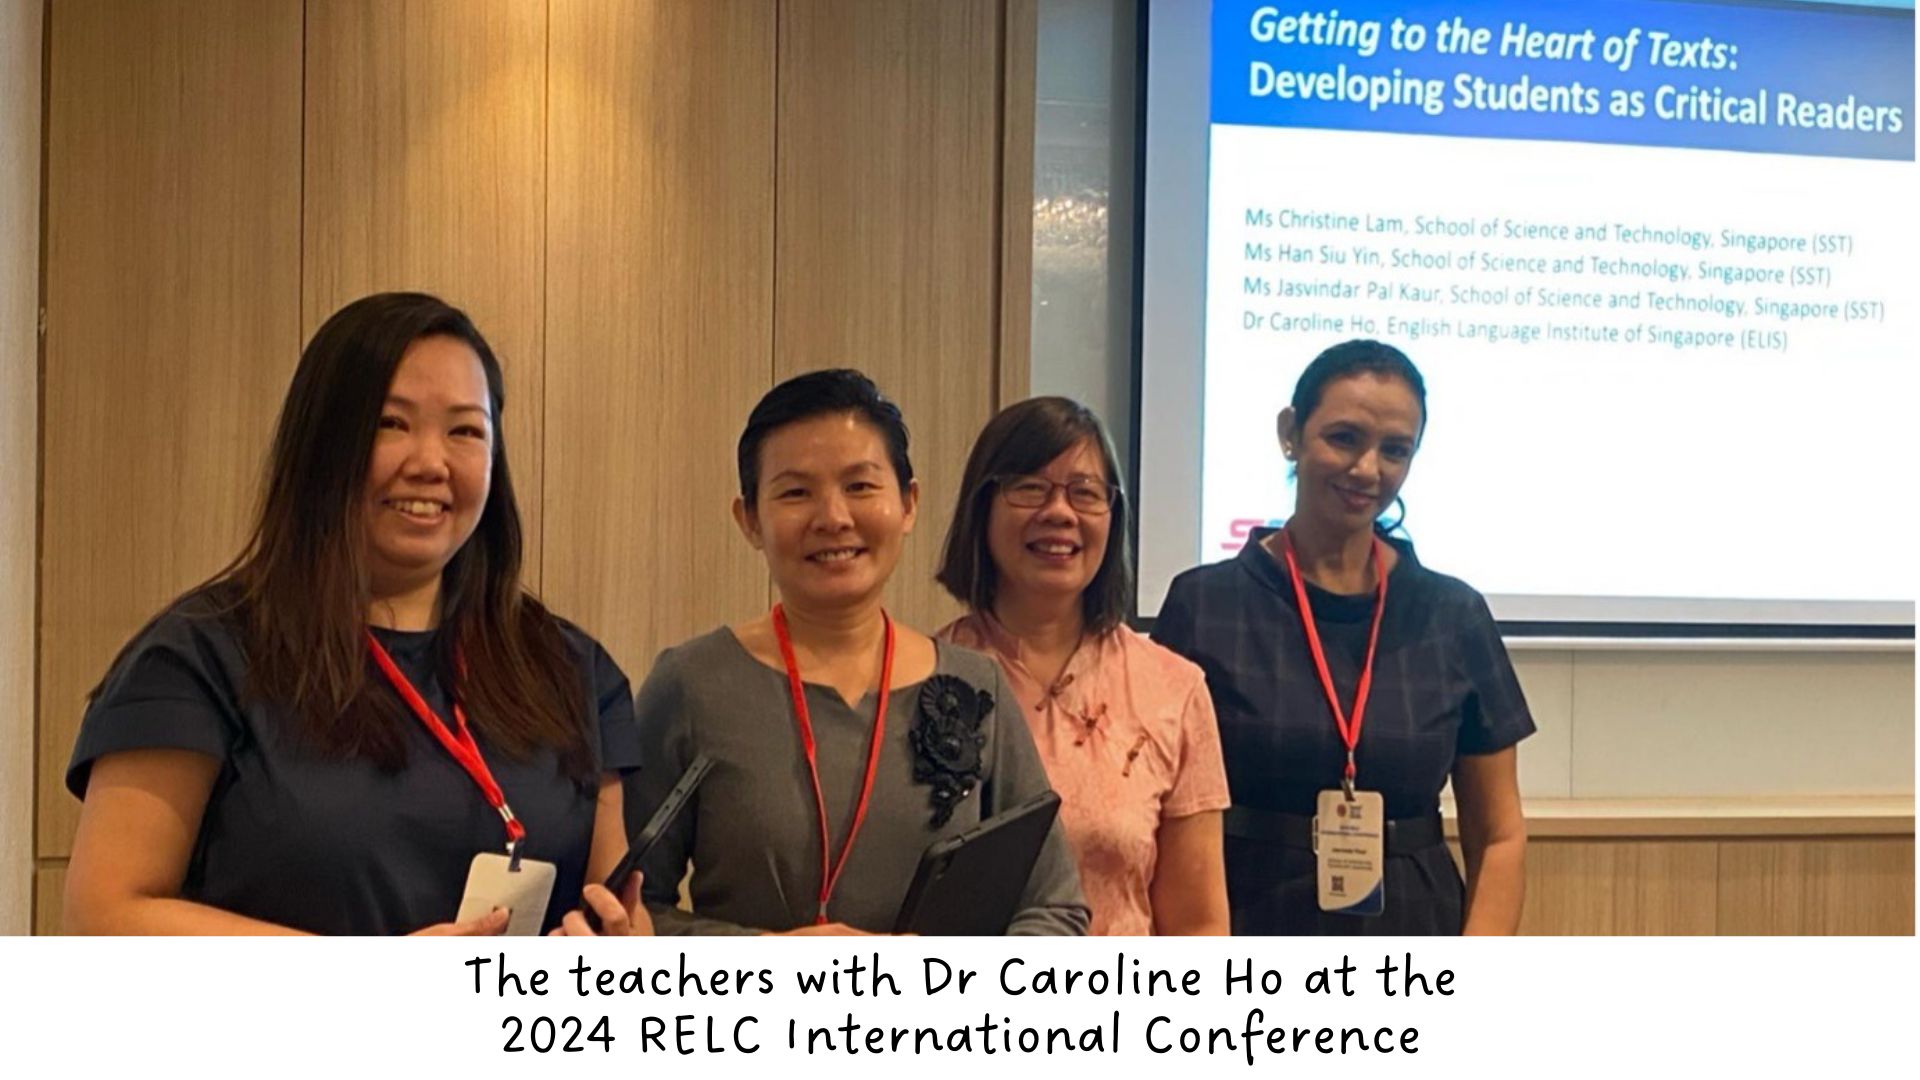 Getting to the Heart of Texts:
Developing Students as Critical Readers
Ms Christine Lam, School of Science and Technology, Singapore (SST)
Ms Han Siu Yin, School of Science and Technology, Singapore (SST)
Ms Jasvindar Pal Kaur, School of Science and Technology, Singapore (SST)
Dr Caroline Ho, English Language Institute of Singapore (ELIS)
The teachers with Dr Caroline Ho at the
2024 RELC International Conference